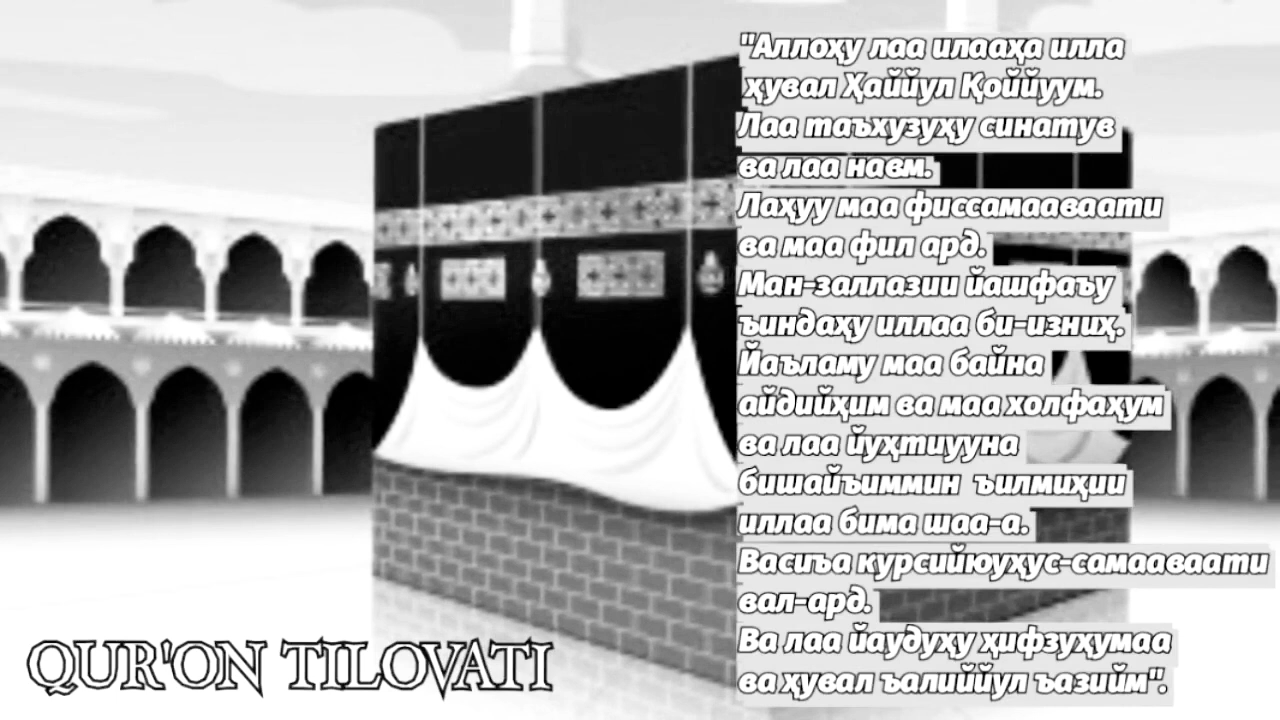 "Аллоҳу лаа илааҳа илла
ҳувал Ҳаййул Қоййуум.
Лаа таъхузуҳу синатув
ва лаа навм.
Лаҳуу маа фиссамааваати
ва маа фил ард.
Ман-заллазии йашфаъу
ъиндаҳу иллаа би-изниҳ.
Йаъламу маа байна
айдийҳим ва маа холфаҳум
ва лаа йуҳтиууна
бишайъиммин ъилмиҳии
иллаа бима шаа-а.
Васиъа курсийюуҳус-самааваати
вал-ард.
Ва лаа йаудуҳу ҳифзуҳумаа
ва ҳувал ъалиййул ъазийм".
QUR'ON TILOVATI